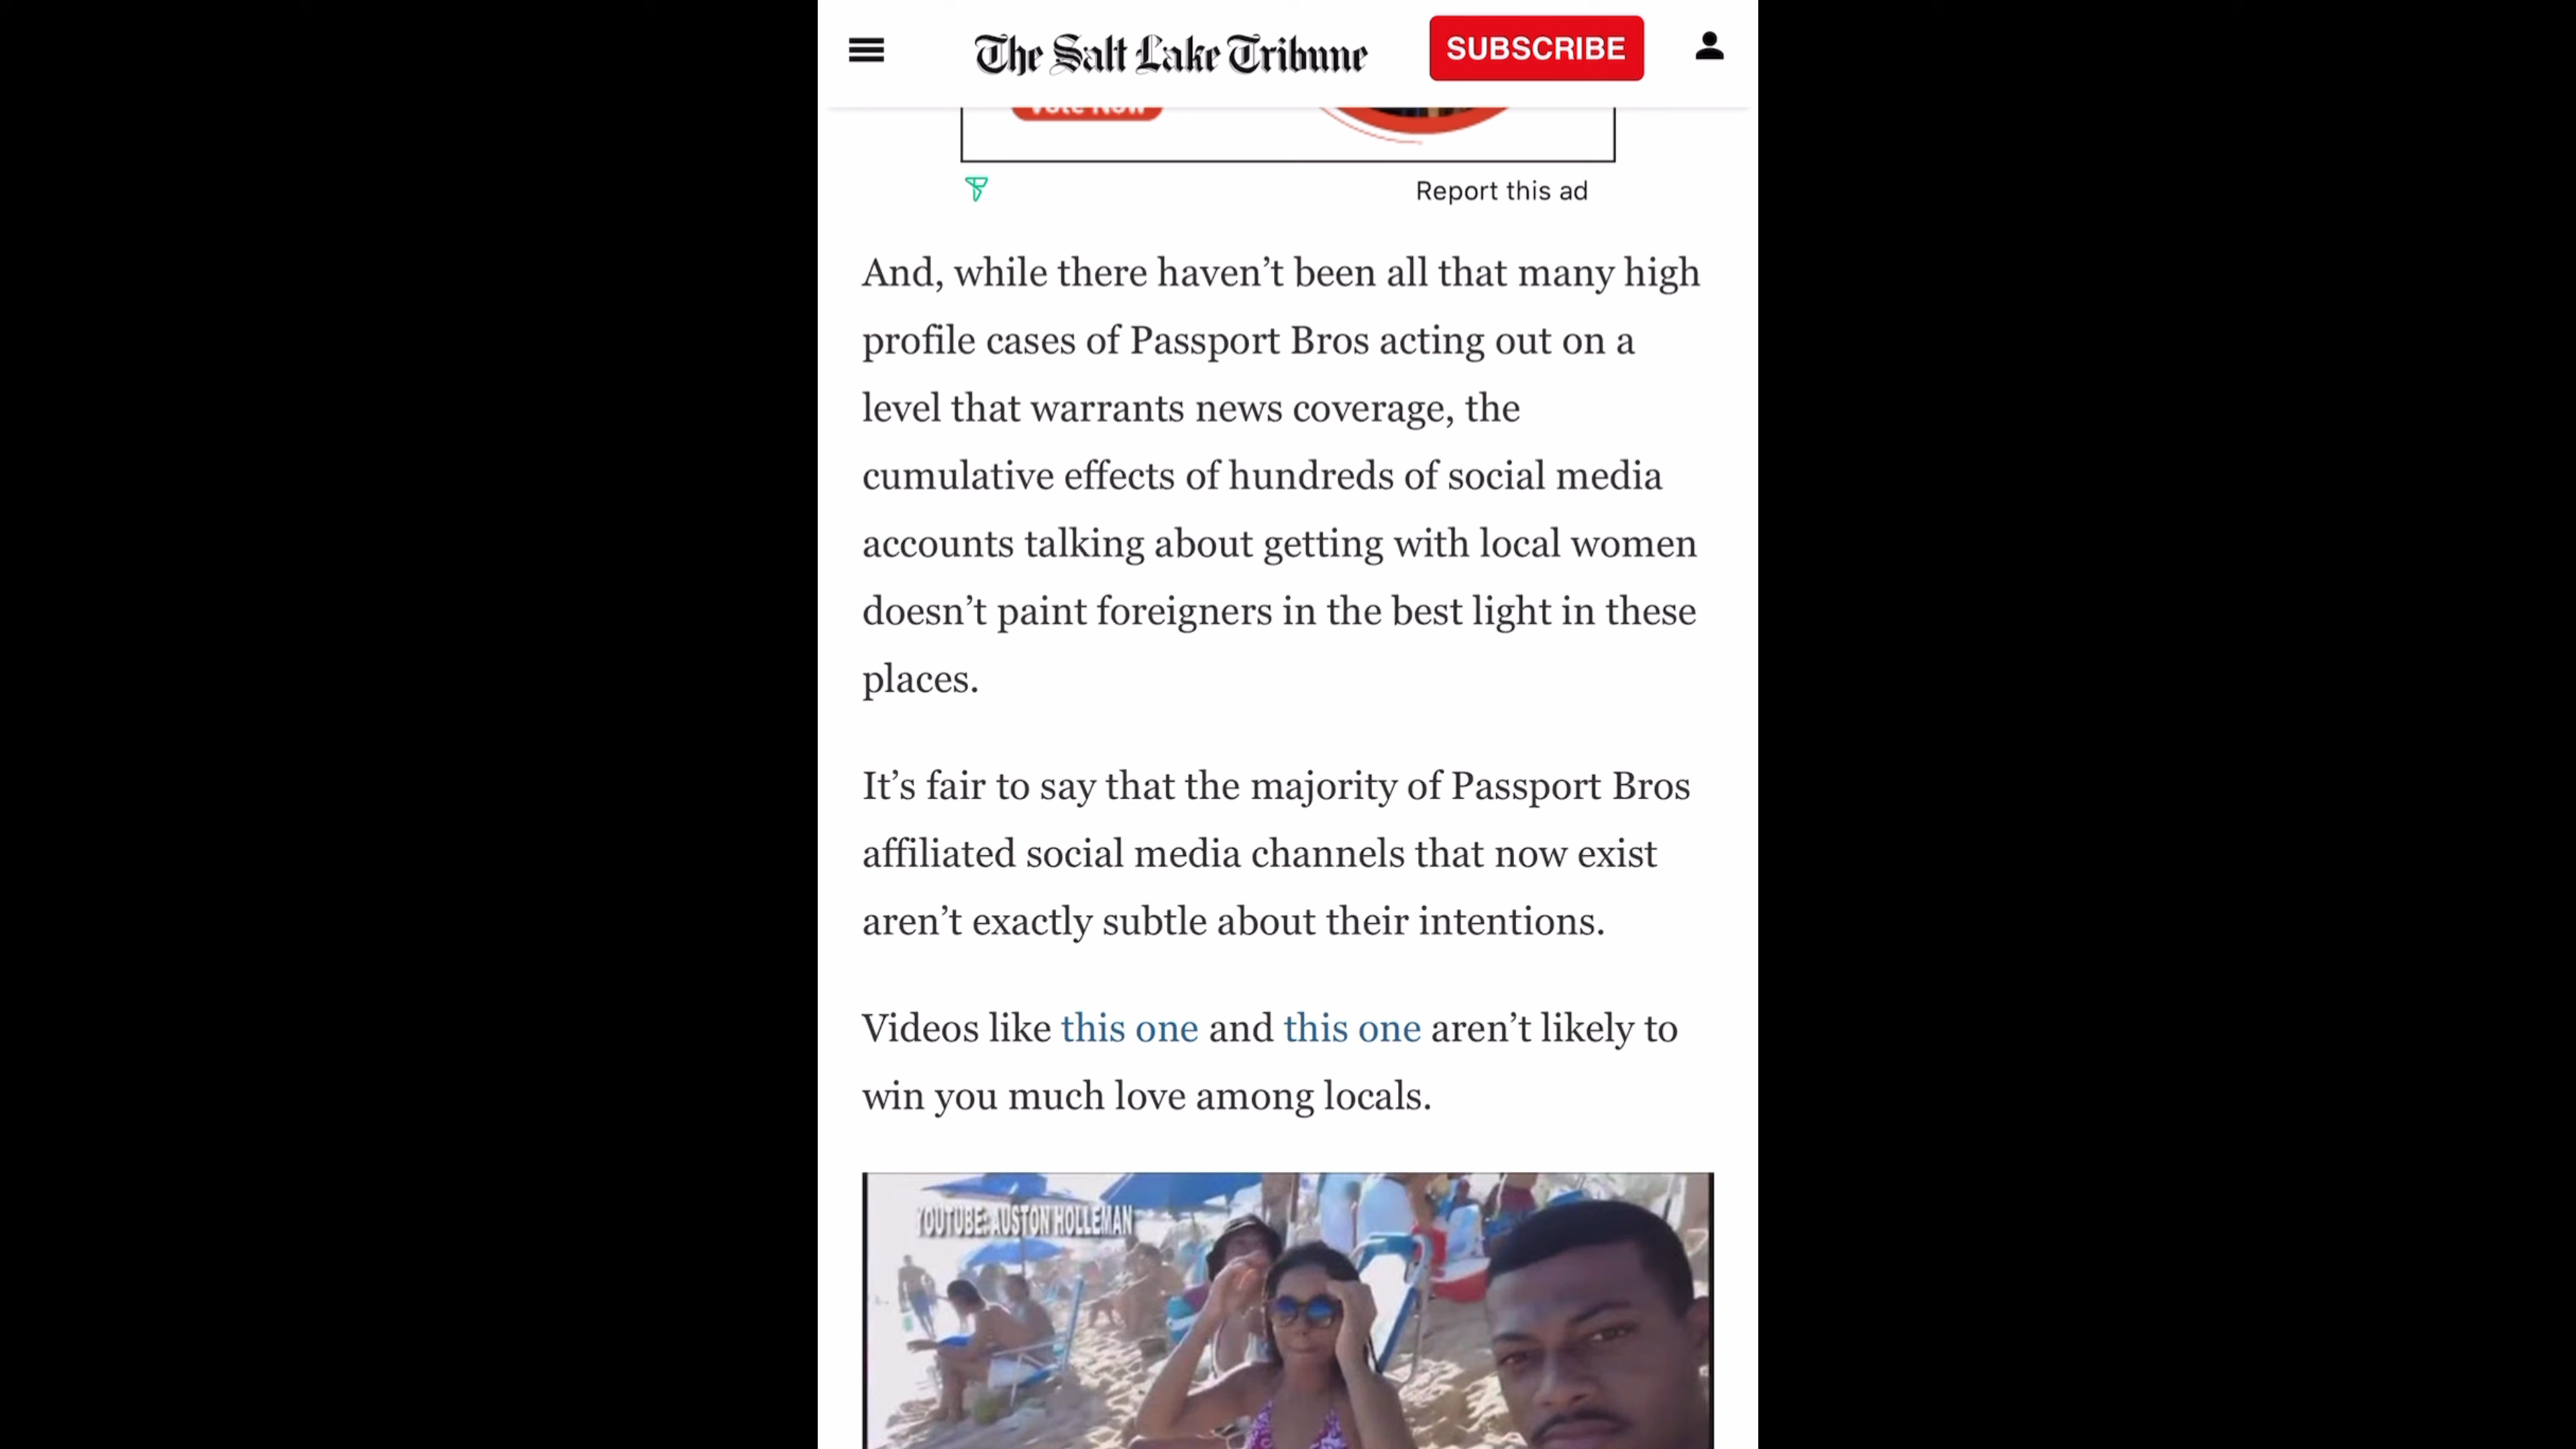 The Salt Lake Tribune
SUBSCRIBE
Vote Now
Report this ad
And, while there haven’t been all that many high
profile cases of Passport Bros acting out on a
level that warrants news coverage, the
cumulative effects of hundreds of social media
accounts talking about getting with local women
doesn’t paint foreigners in the best light in these
places.
It’s fair to say that the majority of Passport Bros
affiliated social media channels that now exist
aren’t exactly subtle about their intentions.
Videos like this one and this one aren’t likely to
win you much love among locals.
YOUTUBE: AUSTON HOLLEMAN